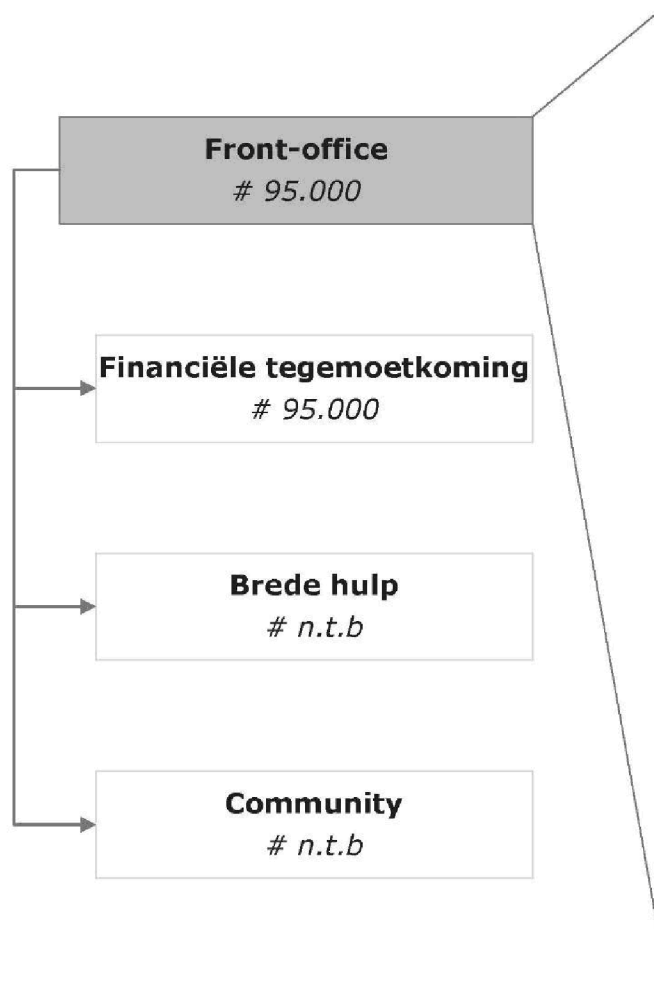 Front-office
# 95.000
Financiële tegemoetkoming
# 95.000
Brede hulp
# n.t.b
Community
# n.t.b